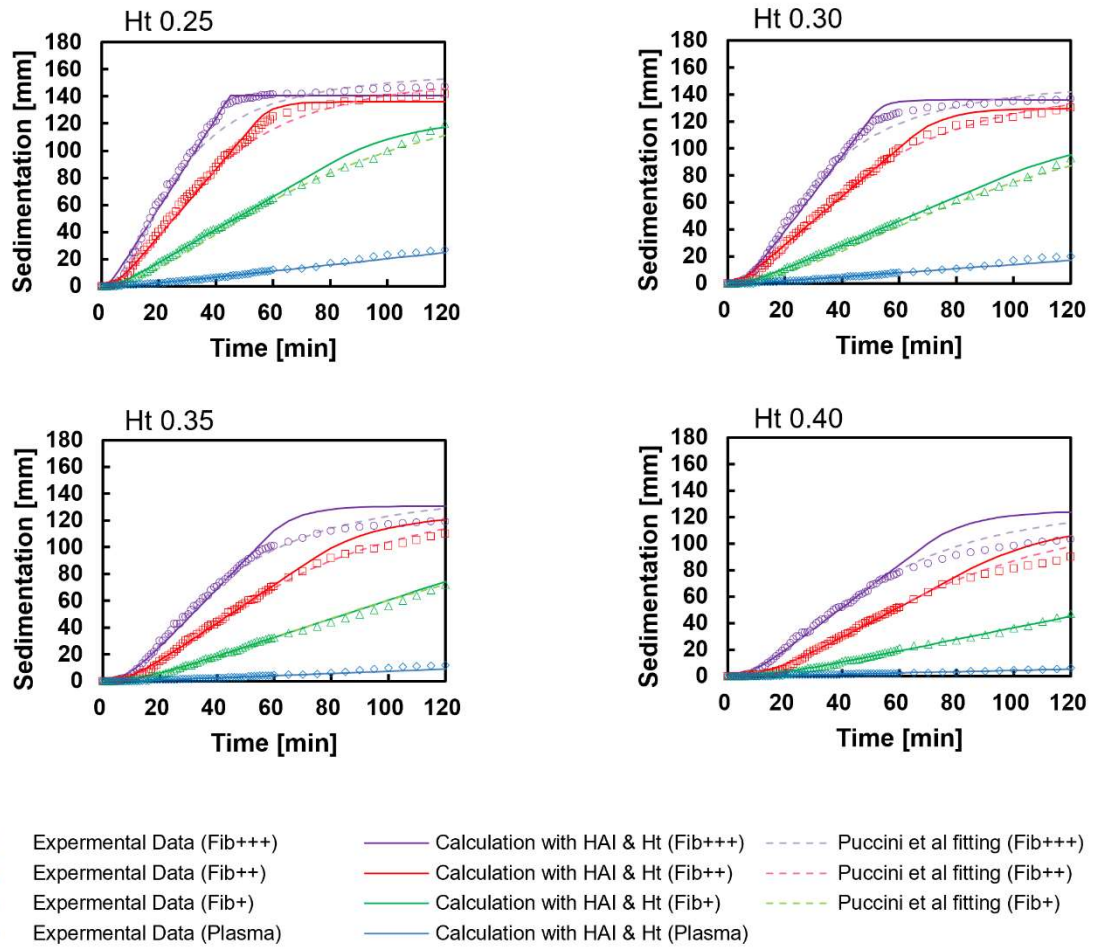 Ht 0.25
180
160
140
120
100
80
60
40
20
0
Sedimentation [mm]
0 20 40 60 80 100 120
Time [min]
Ht 0.30
180
160
140
120
100
80
60
40
20
0
Sedimentation [mm]
0 20 40 60 80 100 120
Time [min]
Ht 0.35
180
160
140
120
100
80
60
40
20
0
Sedimentation [mm]
0 20 40 60 80 100 120
Time [min]
Ht 0.40
180
160
140
120
100
80
60
40
20
0
Sedimentation [mm]
0 20 40 60 80 100 120
Time [min]
Expermental Data (Fib+++) Calculation with HAI & Ht (Fib+++) Puccini et al fitting (Fib+++)
Expermental Data (Fib++) Calculation with HAI & Ht (Fib++) Puccini et al fitting (Fib++)
Expermental Data (Fib+) Calculation with HAI & Ht (Fib+) Puccini et al fitting (Fib+)
Expermental Data (Plasma) Calculation with HAI & Ht (Plasma)